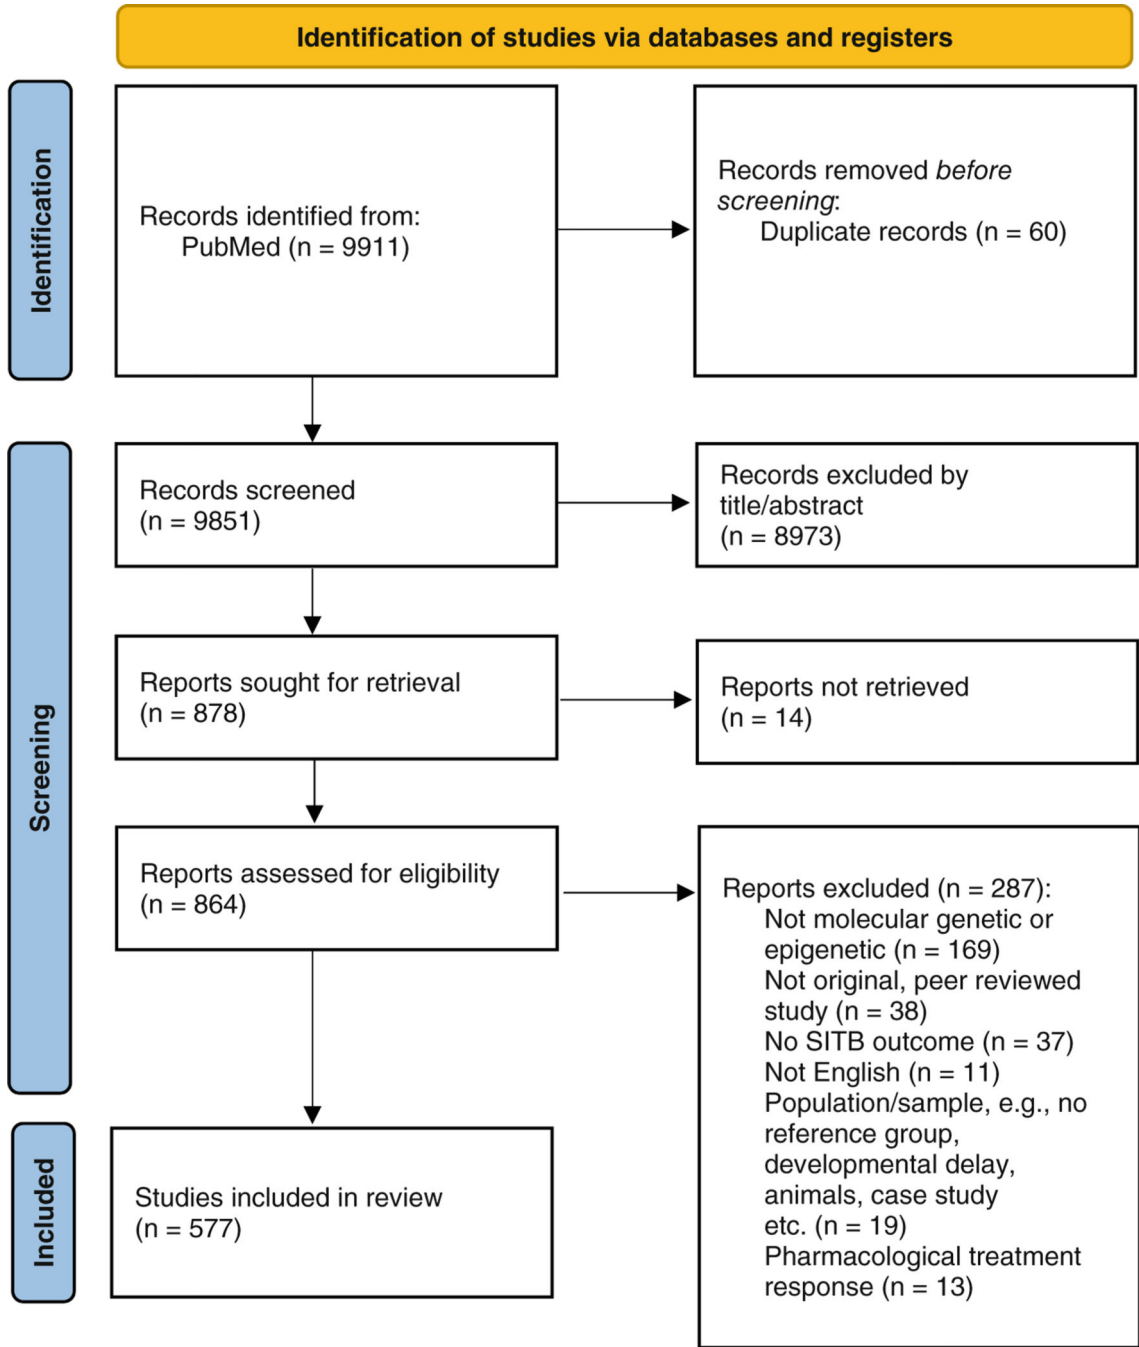 Identification of studies via databases and registers
Identification
Records identified from:
PubMed (n = 9911)
Records removed before
screening:
Duplicate records (n = 60)
Screening
Records screened
(n = 9851)
Records excluded by
title/abstract
(n = 8973)
Reports sought for retrieval
(n = 878)
Reports not retrieved
(n = 14)
Reports assessed for eligibility
(n = 864)
Reports excluded (n = 287):
Not molecular genetic or
epigenetic (n = 169)
Not original, peer reviewed
study (n = 38)
No SITB outcome (n = 37)
Not English (n = 11)
Population/sample, e.g., no
reference group,
developmental delay,
animals, case study
etc. (n = 19)
Pharmacological treatment
response (n = 13)
Included
Studies included in review
(n = 577)